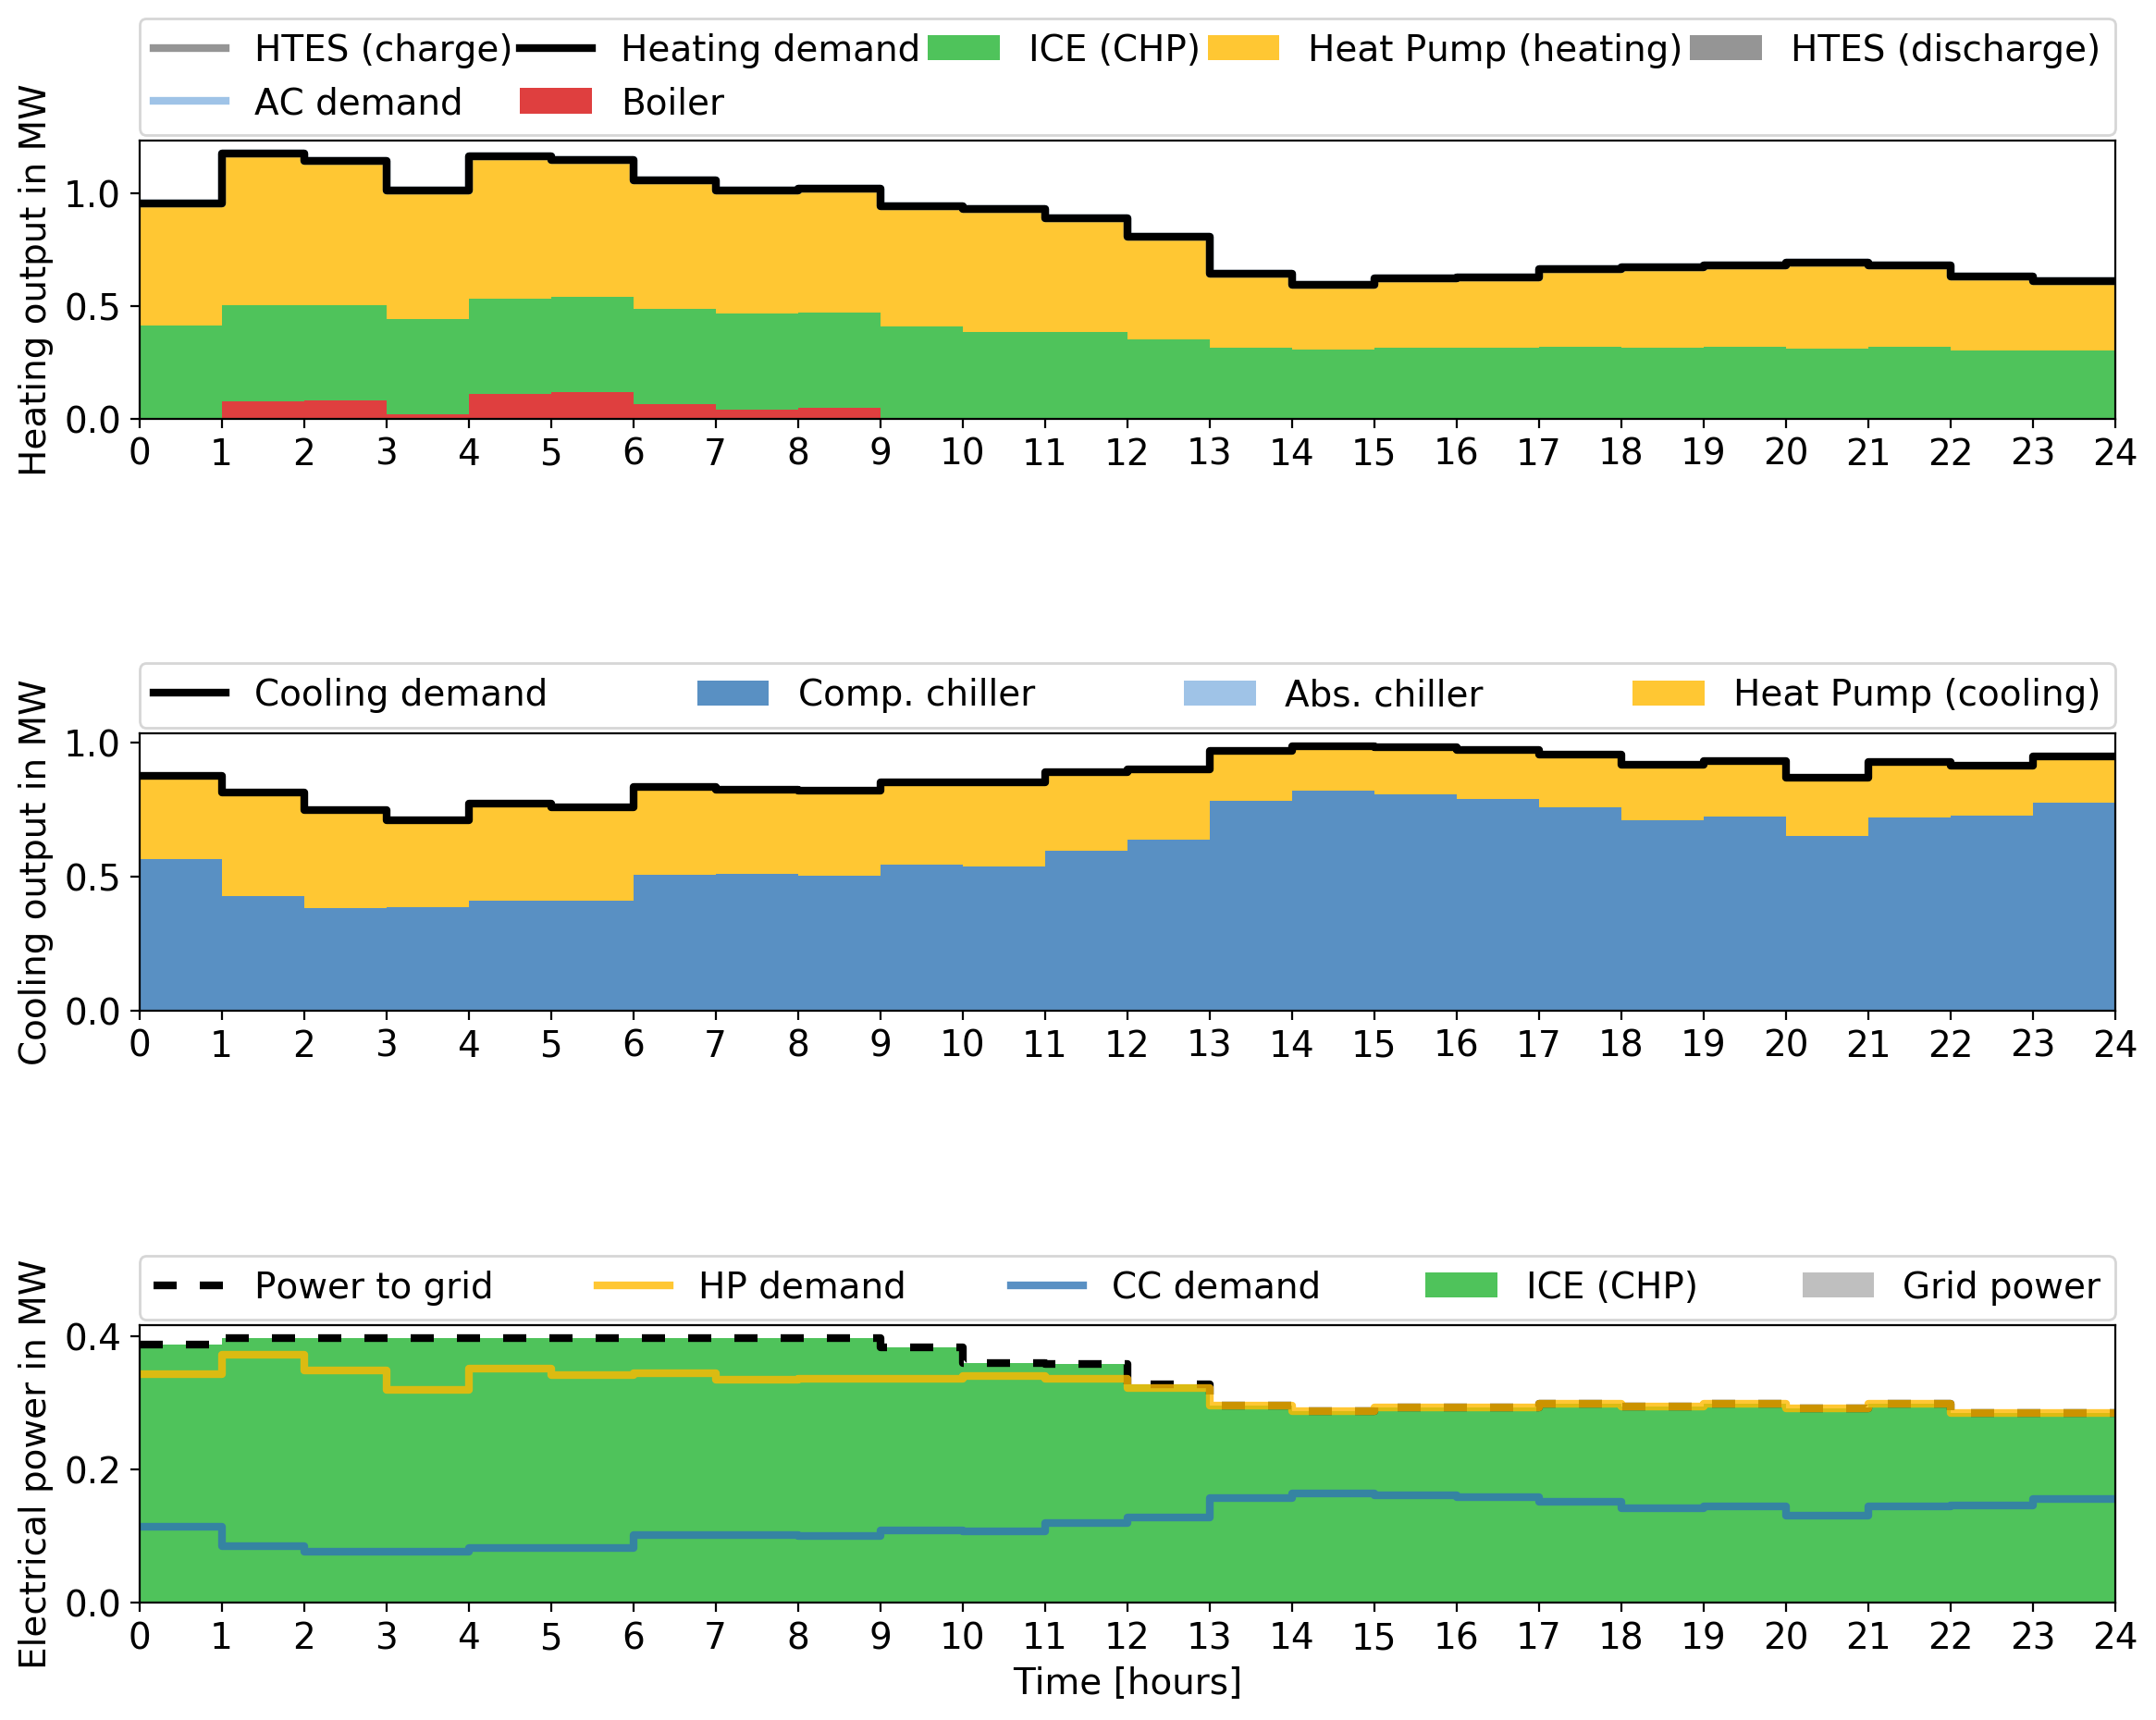 HTES (charge) Heating demand ICE (CHP) Heat Pump (heating) HTES (discharge)
AC demand Boiler
Heating output in MW
1.0
0.5
0.0
0 1 2 3 4 5 6 7 8 9 10 11 12 13 14 15 16 17 18 19 20 21 22 23 24
Cooling demand Comp. chiller Abs. chiller Heat Pump (cooling)
Cooling output in MW
1.0
0.5
0.0
0 1 2 3 4 5 6 7 8 9 10 11 12 13 14 15 16 17 18 19 20 21 22 23 24
Power to grid HP demand CC demand ICE (CHP) Grid power
Electrical power in MW
0.4
0.2
0.0
0 1 2 3 4 5 6 7 8 9 10 11 12 13 14 15 16 17 18 19 20 21 22 23 24
Time [hours]